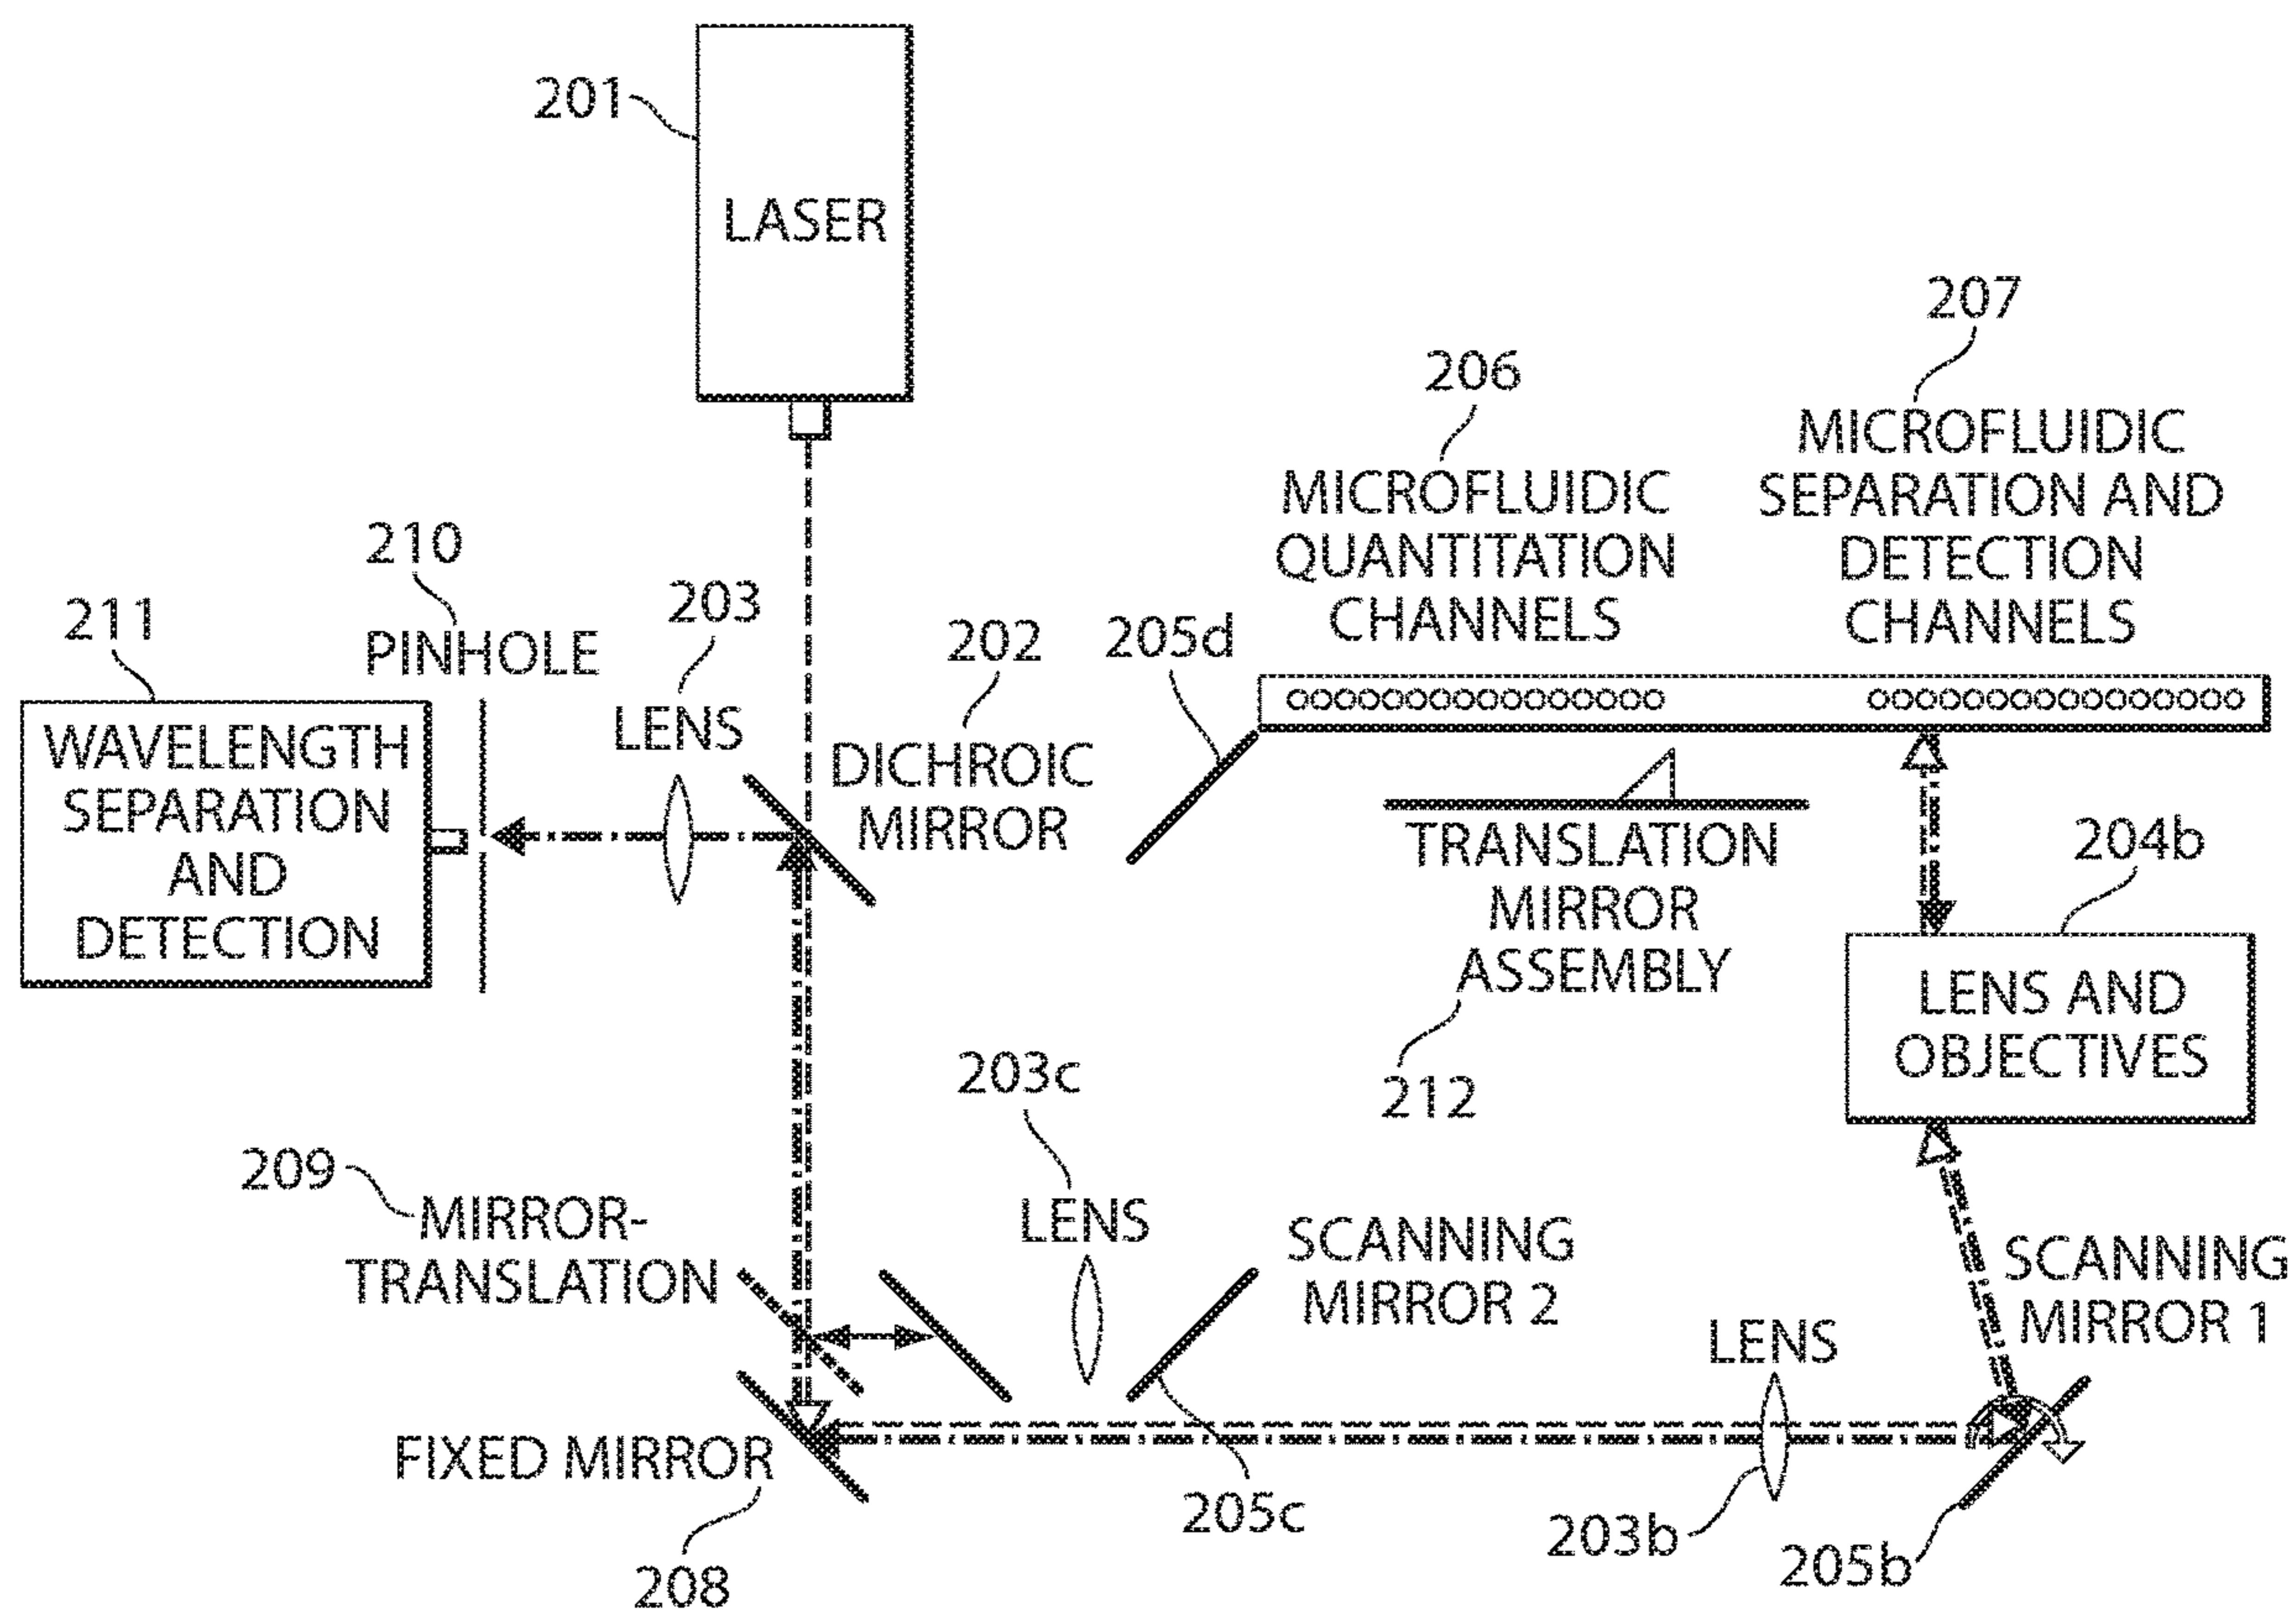 201
LASER
207
206
MICROFLUIDIC
SEPARATION AND
DETECTION
CHANNELS
MICROFLUIDIC
QUANTITATION
CHANNELS
210
PINHOLE
203
LENS
211
WAVELENGTH
SEPARATION
AND
DETECTION
202
DICHROIC
MIRROR
205d
TRANSLATION
MIRROR
ASSEMBLY
212
204b
LENS AND
OBJECTIVES
203c
LENS
209
MIRROR-
TRANSLATION
SCANNING
MIRROR 2
SCANNING
MIRROR 1
LENS
FIXED MIRROR
208
205c
203b
205b